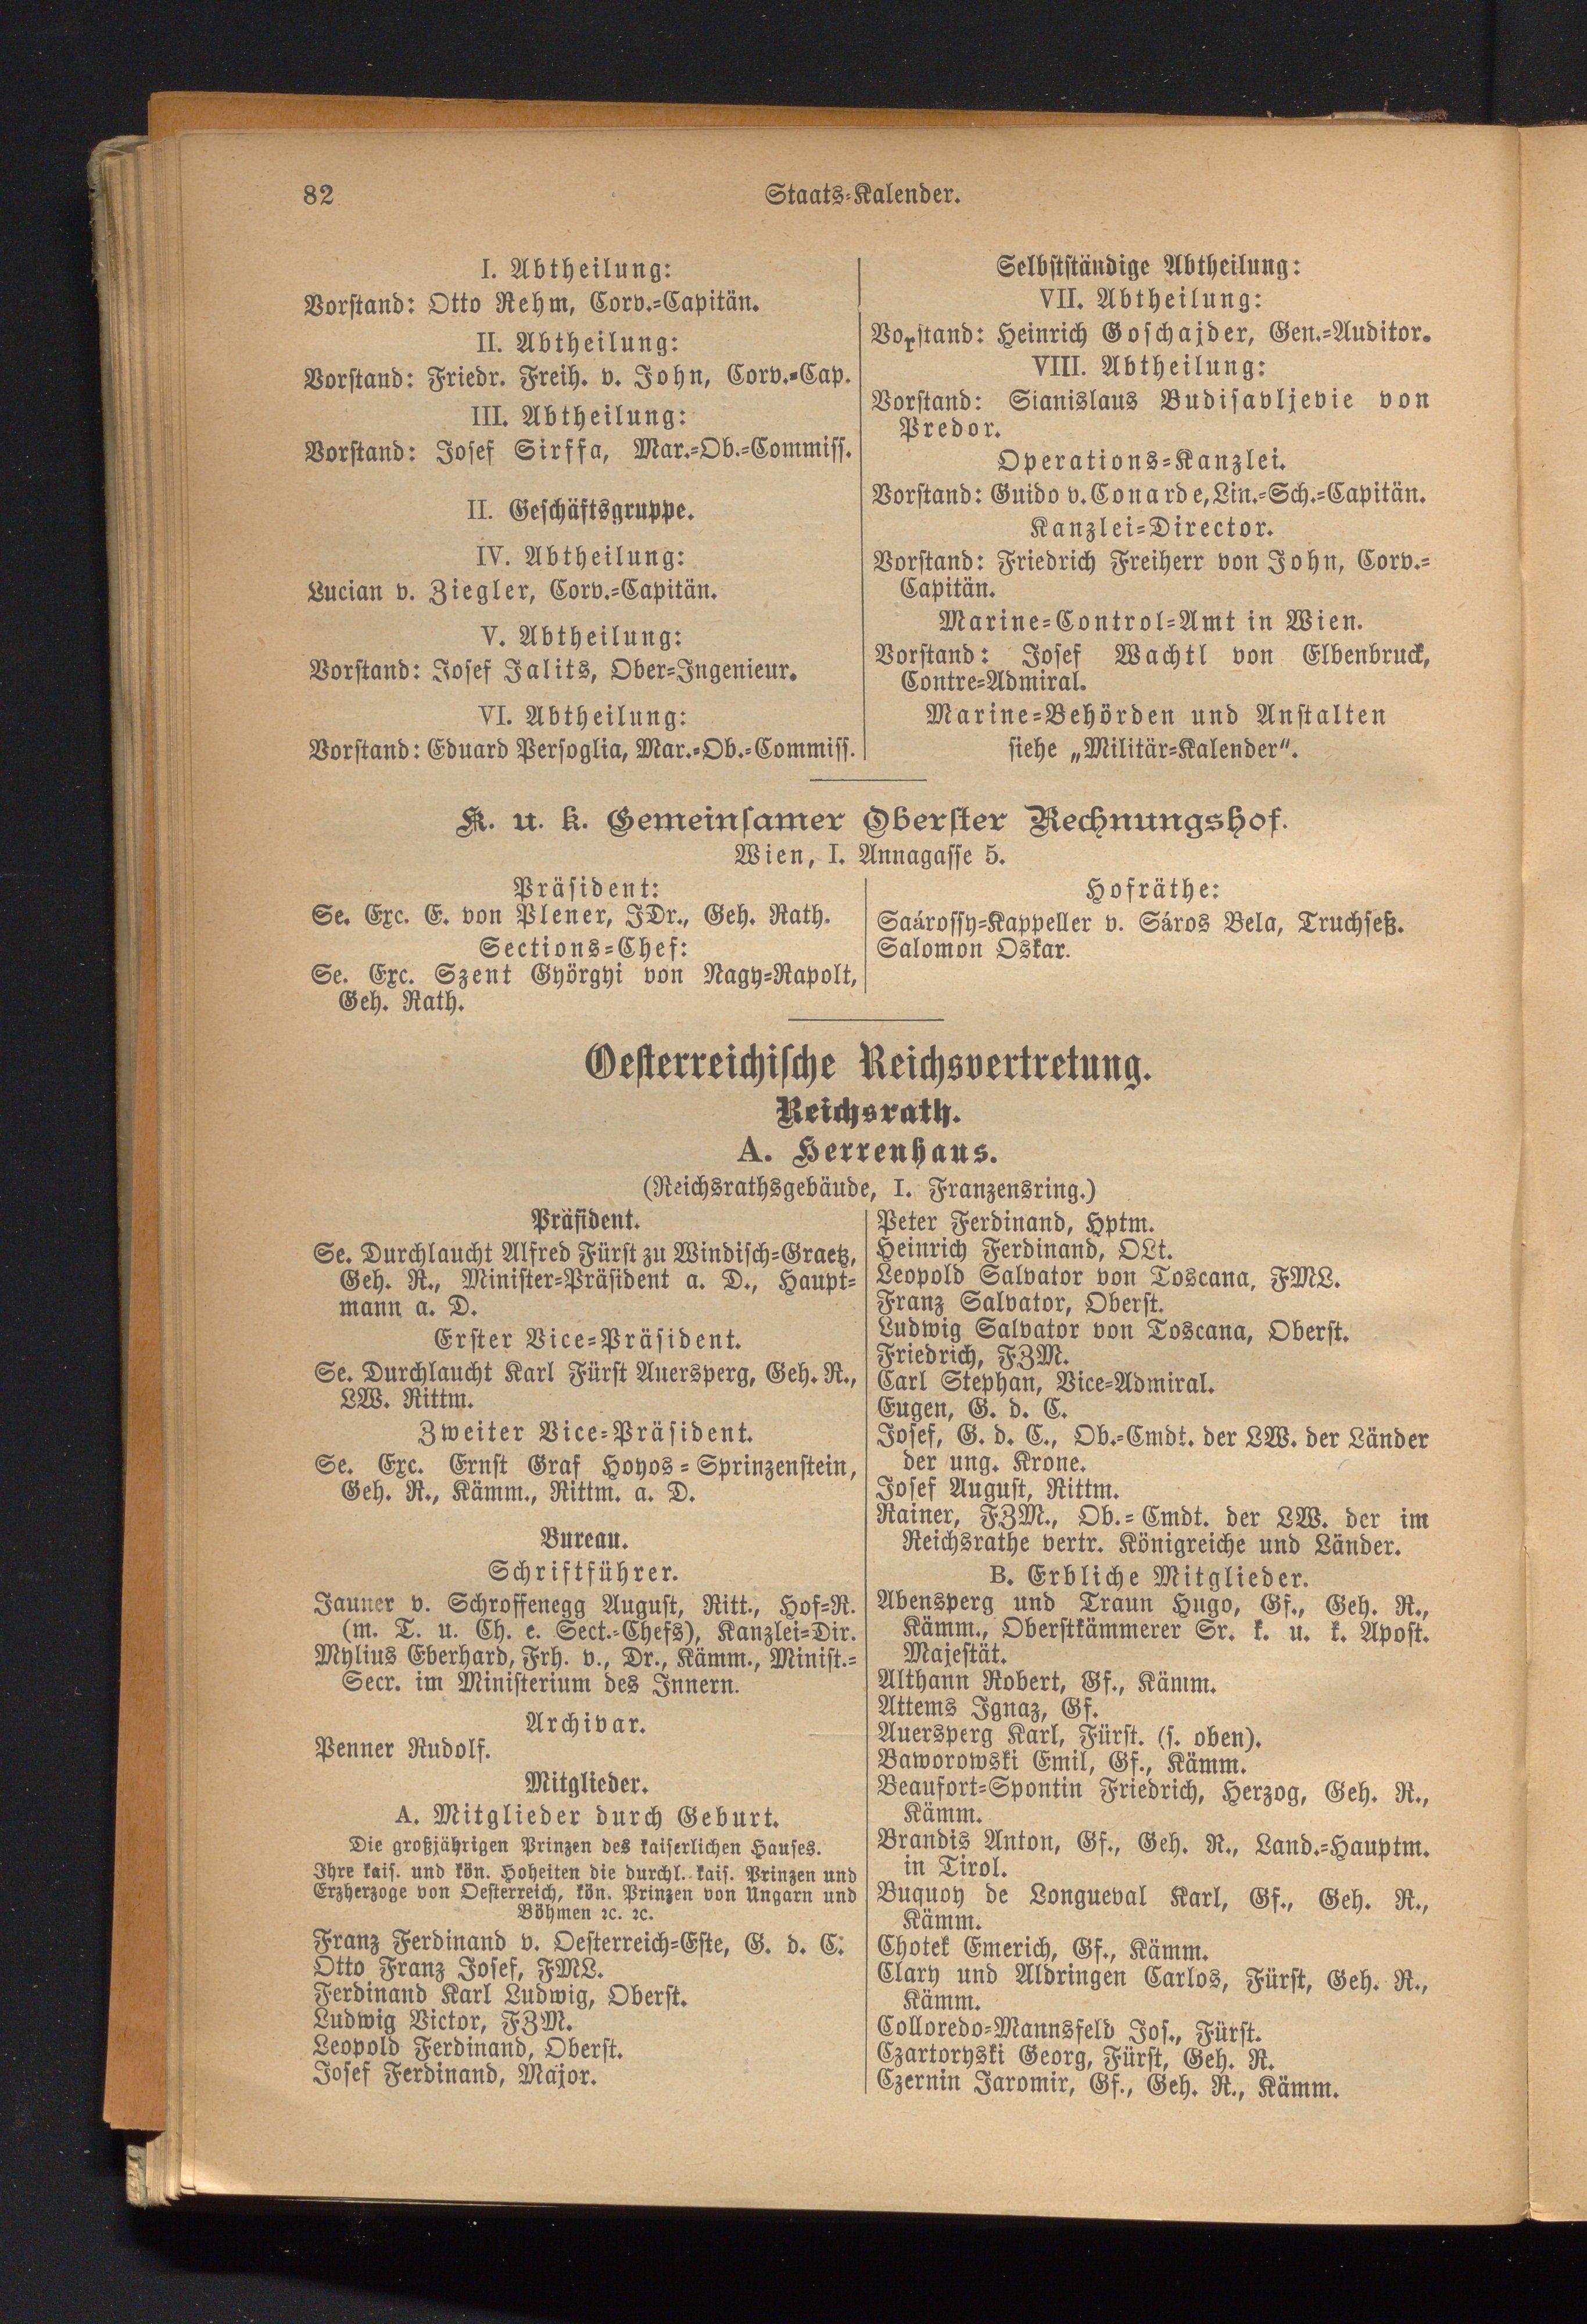 82
Staats-Kalender.
I. Abtheilung:
Vorstand: Otto Rehm, Corv.-Capitän.
II. Abtheilung:
Vorstand: Friedr. Freih. v. John, Corv.-Cap.
III. Abtheilung:
Vorstand: Josef Sirffa, Mar.-Ob.-Commiss.
II. Geschäftsgruppe.
IV. Abtheilung:
Lucian v. Ziegler, Corv.-Capitän.
V. Abtheilung:
Vorstand: Josef Jalits, Ober-Ingenieur.
VI. Abtheilung:
Vorstand: Eduard Persoglia, Mar.-Ob.-Commiss.
Selbstständige Abtheilung:
VII. Abtheilung:
Vorstand: Heinrich Goschajder, Gen.-Auditor.
VIII. Abtheilung:
Vorstand: Sianislaus Budisavljevie von
Predor.
Operations-Kanzlei.
Vorstand: Guido v. Conarde, Lin.-Sch.-Capitän.
Kanzlei-Director.
Vorstand: Friedrich Freiherr von John, Corv.-
Capitän.
Marine-Control-Amt in Wien.
Vorstand: Josef Wachtl von Elbenbruck,
Contre-Admiral.
Marine-Behörden und Anstalten
siehe „Militär-Kalender“.
K. u. k. Gemeinsamer Oberster Rechnungshof.
Wien, I. Annagasse 5.
Präsident:
Se. Exc. E. von Plener, JDr., Geh. Rath.
Sections-Chef:
Se. Exc. Szent Györgyi von Nagy-Rapolt,
Geh. Rath.
Hofräthe:
Saárossy-Kappeller v. Sáros Bela, Truchseß.
Salomon Oskar.
Oesterreichische Reichsvertretung.
Reichsrath.
A. Herrenhaus.
(Reichsrathsgebäude, I. Franzensring.)
Präsident.
Se. Durchlaucht Alfred Fürst zu Windisch-Graetz,
Geh. R., Minister-Präsident a. D., Haupt-
mann a. D.
Erster Vice-Präsident.
Se. Durchlaucht Karl Fürst Auersperg, Geh. R.,
LW. Rittm.
Zweiter Vice-Präsident.
Se. Exc. Ernst Graf Hoyos-Sprinzenstein,
Geh. R., Kämm., Rittm. a. D.
Bureau.
Schriftführer.
Jauner v. Schroffenegg August, Ritt., Hof-R.
(m. T. u. Ch. e. Sect.-Chefs), Kanzlei-Dir.
Mylius Eberhard, Frh. v., Dr., Kämm., Minist.-
Secr. im Ministerium des Innern.
Archivar.
Penner Rudolf.
Mitglieder.
A. Mitglieder durch Geburt.
Die großjährigen Prinzen des kaiserlichen Hauses.
Ihre kais. und kön. Hoheiten die durchl. kais. Prinzen und
Erzherzoge von Oesterreich, kön. Prinzen von Ungarn und
Böhmen ꝛc. ꝛc.
Franz Ferdinand v. Oesterreich-Este, G. d. C.
Otto Franz Josef, FML.
Ferdinand Karl Ludwig, Oberst.
Ludwig Victor, FZM.
Leopold Ferdinand, Oberst.
Josef Ferdinand, Major.
Peter Ferdinand, Hptm.
Heinrich Ferdinand, OLt.
Leopold Salvator von Toscana, FML.
Franz Salvator, Oberst.
Ludwig Salvator von Toscana, Oberst.
Friedrich, FZM.
Carl Stephan, Vice-Admiral.
Eugen, G. d. C.
Josef, G. d. C., Ob.-Cmdt. der LW. der Länder
der ung. Krone.
Josef August, Rittm.
Rainer, FZM., Ob.-Cmdt. der LW. der im
Reichsrathe vertr. Königreiche und Länder.
B. Erbliche Mitglieder.
Abensperg und Traun Hugo, Gf., Geh. R.,
Kämm., Oberstkämmerer Sr. k. u. k. Apost.
Majestät.
Althann Robert, Gf., Kämm.
Attems Ignaz, Gf.
Auersperg Karl, Fürst. (s. oben).
Baworowski Emil, Gf., Kämm.
Beaufort-Spontin Friedrich, Herzog, Geh. R.,
Kämm.
Brandis Anton, Gf., Geh. R., Land.-Hauptm.
in Tirol.
Buquoy de Longueval Karl, Gf., Geh. R.,
Kämm.
Chotek Emerich, Gf., Kämm.
Clary und Aldringen Carlos, Fürst, Geh. R.,
Kämm.
Colloredo-Mannsfeld Jos., Fürst.
Czartoryski Georg, Fürst, Geh. R.
Czernin Jaromir, Gf., Geh. R., Kämm.